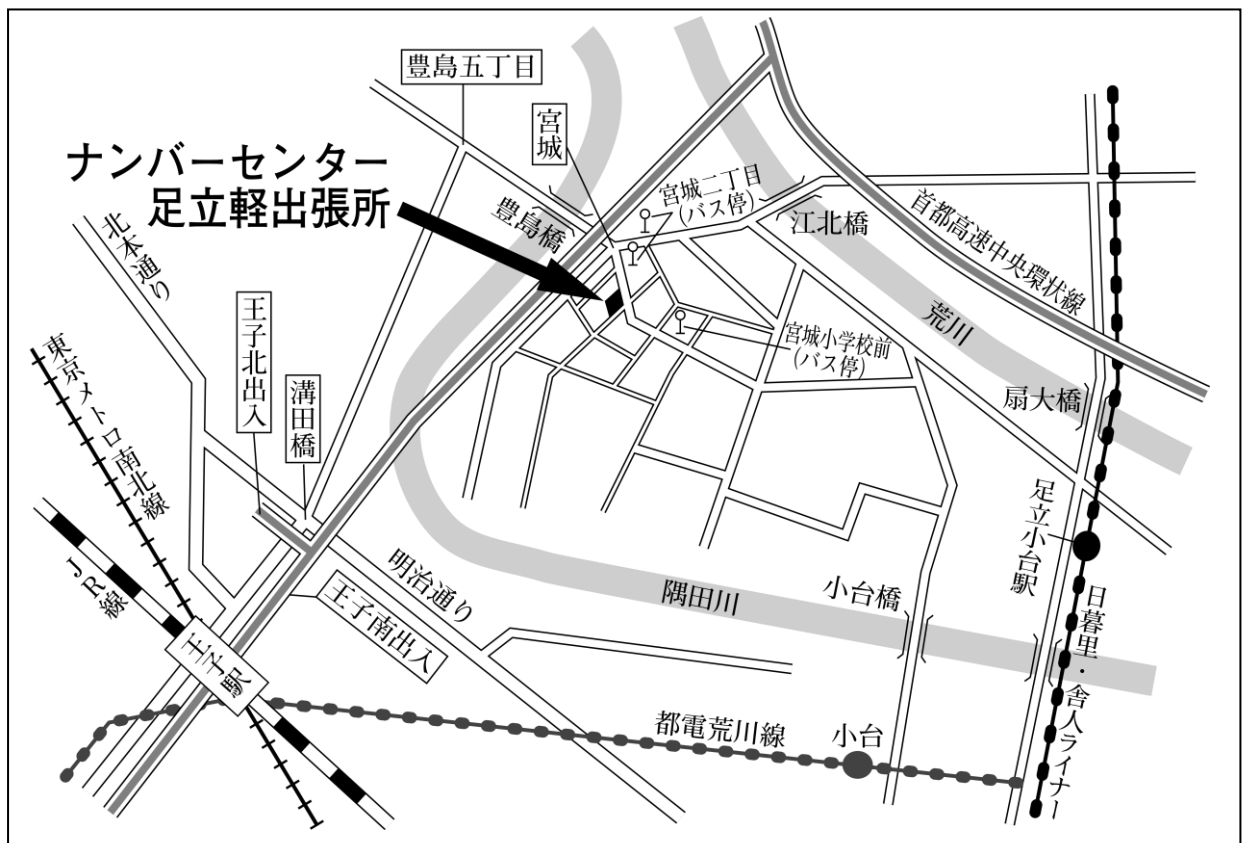 豊島五丁目
宮城
ナンバーセンター
足立軽出張所
宮城二丁目
(バス停)
豊島橋
江北橋
首都高速中央環状線
北本通り
荒川
王子北出入
溝田橋
宮城小学校前
(バス停)
東京メトロ南北線
扇大橋
足立小台駅
JR線
明治通り
王子南出入
隅田川
小台橋
王子駅
日暮里・舎人ライナー
都電荒川線
小台